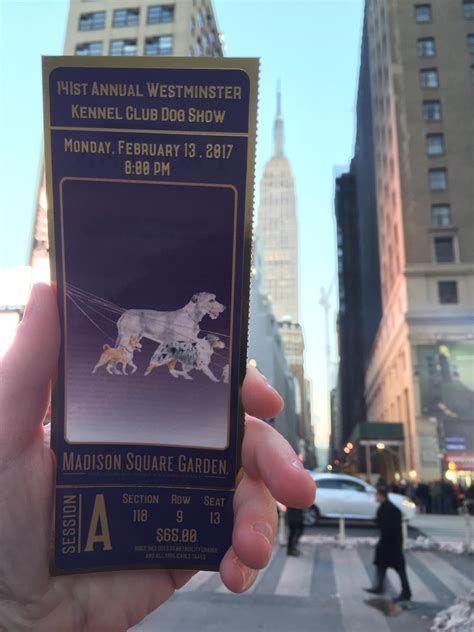 141st Annual Westminster
Kennel Club Dog Show
Monday, February 13, 2017
8:00 PM
Madison Square Garden.
SESSION
A
Section Row Seat
118 9 13
$65.00